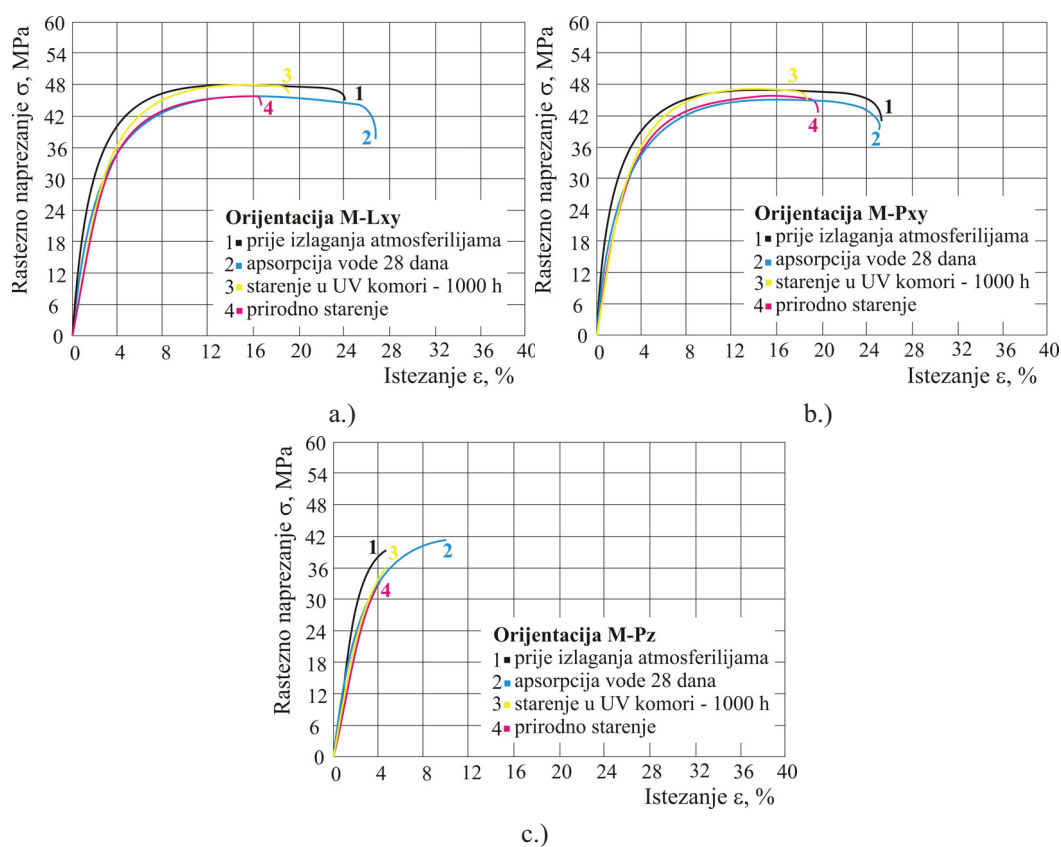 Rastezno naprezanje σ, MPa
60
54
48
42
36
30
24
18
12
6
0
0 4 8 12 16 20 24 28 32 36 40
Istezanje ε, %
1
2
3
4
Orijentacija M-Lxy
1 prije izlaganja atmosferilijama
2 apsorpcija vode 28 dana
3 starenje u UV komori - 1000 h
4 prirodno starenje
a.)
Rastezno naprezanje σ, MPa
60
54
48
42
36
30
24
18
12
6
0
0 4 8 12 16 20 24 28 32 36 40
Istezanje ε, %
1
2
3
4
Orijentacija M-Pxy
1 prije izlaganja atmosferilijama
2 apsorpcija vode 28 dana
3 starenje u UV komori - 1000 h
4 prirodno starenje
b.)
Rastezno naprezanje σ, MPa
60
54
48
42
36
30
24
18
12
6
0
0 4 8 12 16 20 24 28 32 36 40
Istezanje ε, %
1
2
3
4
Orijentacija M-Pz
1 prije izlaganja atmosferilijama
2 apsorpcija vode 28 dana
3 starenje u UV komori - 1000 h
4 prirodno starenje
c.)